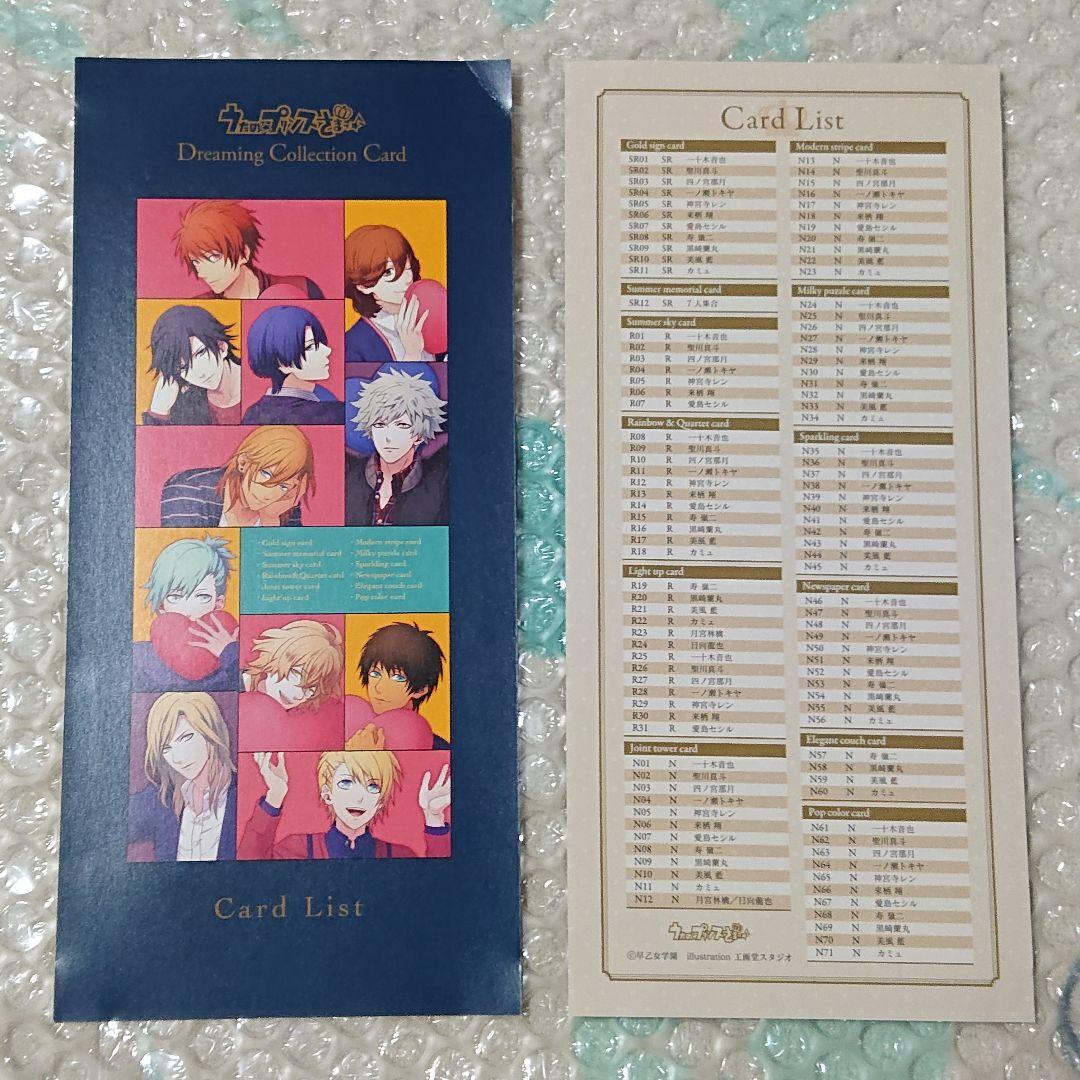 うたの☆プリンスさまっ♪
Dreaming Collection Card
・Gold sign card
・Summer memorial card
・Summer sky card
・Rainbow&Quartet card
・Joint tower card
・Light up card
・Modern stripe card
・Milky puzzle card
・Sparkling card
・Newspaper card
・Elegant couch card
・Pop color card
Card List
Card List
Gold sign card
SR01 SR 一十木音也
SR02 SR 聖川真斗
SR03 SR 四ノ宮那月
SR04 SR 一ノ瀬トキヤ
SR05 SR 神宮寺レン
SR06 SR 来栖 翔
SR07 SR 愛島セシル
SR08 SR 寿 嶺二
SR09 SR 黒崎蘭丸
SR10 SR 美風 藍
SR11 SR カミュ
Summer memorial card
SR12 SR 7人集合
Summer sky card
R01 R 一十木音也
R02 R 聖川真斗
R03 R 四ノ宮那月
R04 R 一ノ瀬トキヤ
R05 R 神宮寺レン
R06 R 来栖 翔
R07 R 愛島セシル
Rainbow & Quartet card
R08 R 一十木音也
R09 R 聖川真斗
R10 R 四ノ宮那月
R11 R 一ノ瀬トキヤ
R12 R 神宮寺レン
R13 R 来栖 翔
R14 R 愛島セシル
R15 R 寿 嶺二
R16 R 黒崎蘭丸
R17 R 美風 藍
R18 R カミュ
Light up card
R19 R 寿 嶺二
R20 R 黒崎蘭丸
R21 R 美風 藍
R22 R カミュ
R23 R 月宮林檎
R24 R 日向龍也
R25 R 一十木音也
R26 R 聖川真斗
R27 R 四ノ宮那月
R28 R 一ノ瀬トキヤ
R29 R 神宮寺レン
R30 R 来栖 翔
R31 R 愛島セシル
Joint tower card
N01 N 一十木音也
N02 N 聖川真斗
N03 N 四ノ宮那月
N04 N 一ノ瀬トキヤ
N05 N 神宮寺レン
N06 N 来栖 翔
N07 N 愛島セシル
N08 N 寿 嶺二
N09 N 黒崎蘭丸
N10 N 美風 藍
N11 N カミュ
N12 N 月宮林檎／日向龍也
Modern stripe card
N13 N 一十木音也
N14 N 聖川真斗
N15 N 四ノ宮那月
N16 N 一ノ瀬トキヤ
N17 N 神宮寺レン
N18 N 来栖 翔
N19 N 愛島セシル
N20 N 寿 嶺二
N21 N 黒崎蘭丸
N22 N 美風 藍
N23 N カミュ
Milky puzzle card
N24 N 一十木音也
N25 N 聖川真斗
N26 N 四ノ宮那月
N27 N 一ノ瀬トキヤ
N28 N 神宮寺レン
N29 N 来栖 翔
N30 N 愛島セシル
N31 N 寿 嶺二
N32 N 黒崎蘭丸
N33 N 美風 藍
N34 N カミュ
Sparkling card
N35 N 一十木音也
N36 N 聖川真斗
N37 N 四ノ宮那月
N38 N 一ノ瀬トキヤ
N39 N 神宮寺レン
N40 N 来栖 翔
N41 N 愛島セシル
N42 N 寿 嶺二
N43 N 黒崎蘭丸
N44 N 美風 藍
N45 N カミュ
Newspaper card
N46 N 一十木音也
N47 N 聖川真斗
N48 N 四ノ宮那月
N49 N 一ノ瀬トキヤ
N50 N 神宮寺レン
N51 N 来栖 翔
N52 N 愛島セシル
N53 N 寿 嶺二
N54 N 黒崎蘭丸
N55 N 美風 藍
N56 N カミュ
Elegant couch card
N57 N 寿 嶺二
N58 N 黒崎蘭丸
N59 N 美風 藍
N60 N カミュ
Pop color card
N61 N 一十木音也
N62 N 聖川真斗
N63 N 四ノ宮那月
N64 N 一ノ瀬トキヤ
N65 N 神宮寺レン
N66 N 来栖 翔
N67 N 愛島セシル
N68 N 寿 嶺二
N69 N 黒崎蘭丸
N70 N 美風 藍
N71 N カミュ
うたの☆プリンスさまっ♪
©早乙女学園 illustration 工画堂スタジオ